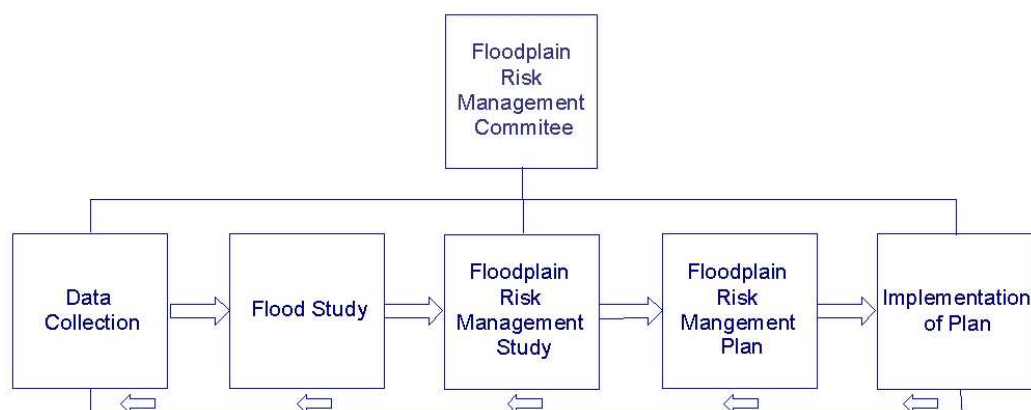 Floodplain
Risk
Management
Commitee
Data
Collection
Flood Study
Floodplain
Risk
Management
Study
Floodplain
Risk
Mangement
Plan
Implementation
of Plan